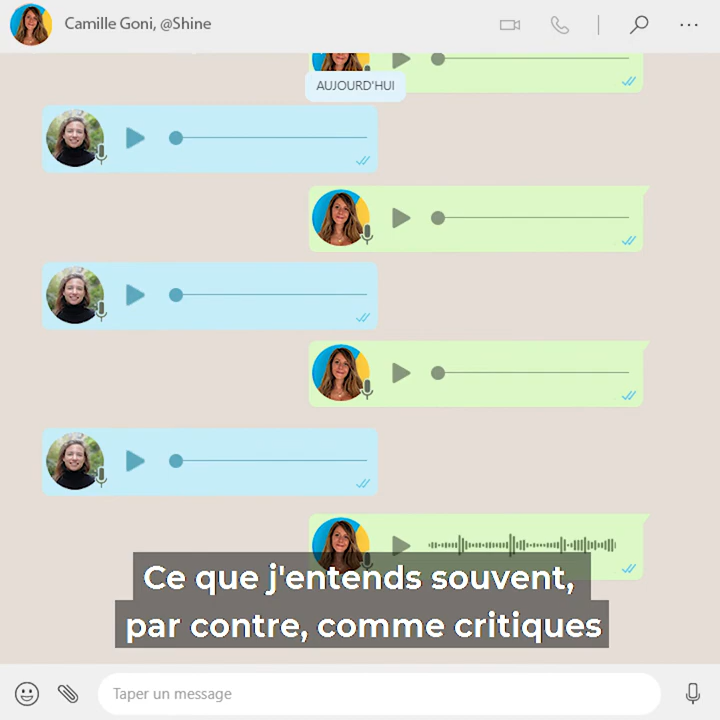 Camille Goni, @Shine
AUJOURD'HUI
Ce que j'entends souvent,
par contre, comme critiques
Taper un message